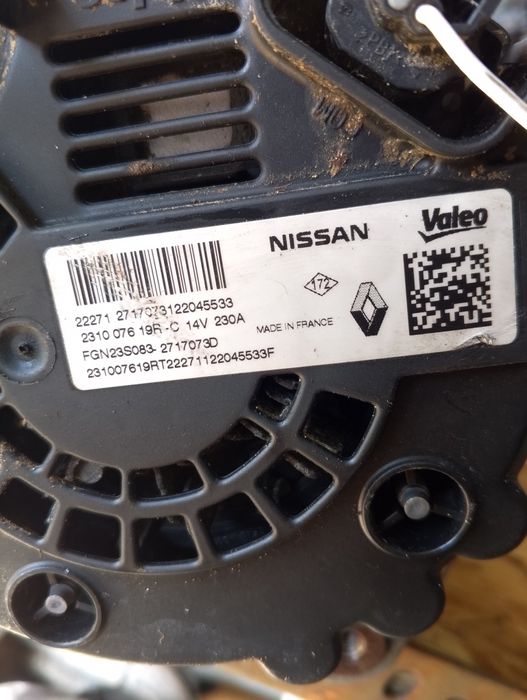 NISSAN
Valeo
172
22271 2717073122045533
2310 076 19R -C 14V 230A
MADE IN FRANCE
FGN23S083- 2717073D
231007619RT22271122045533F